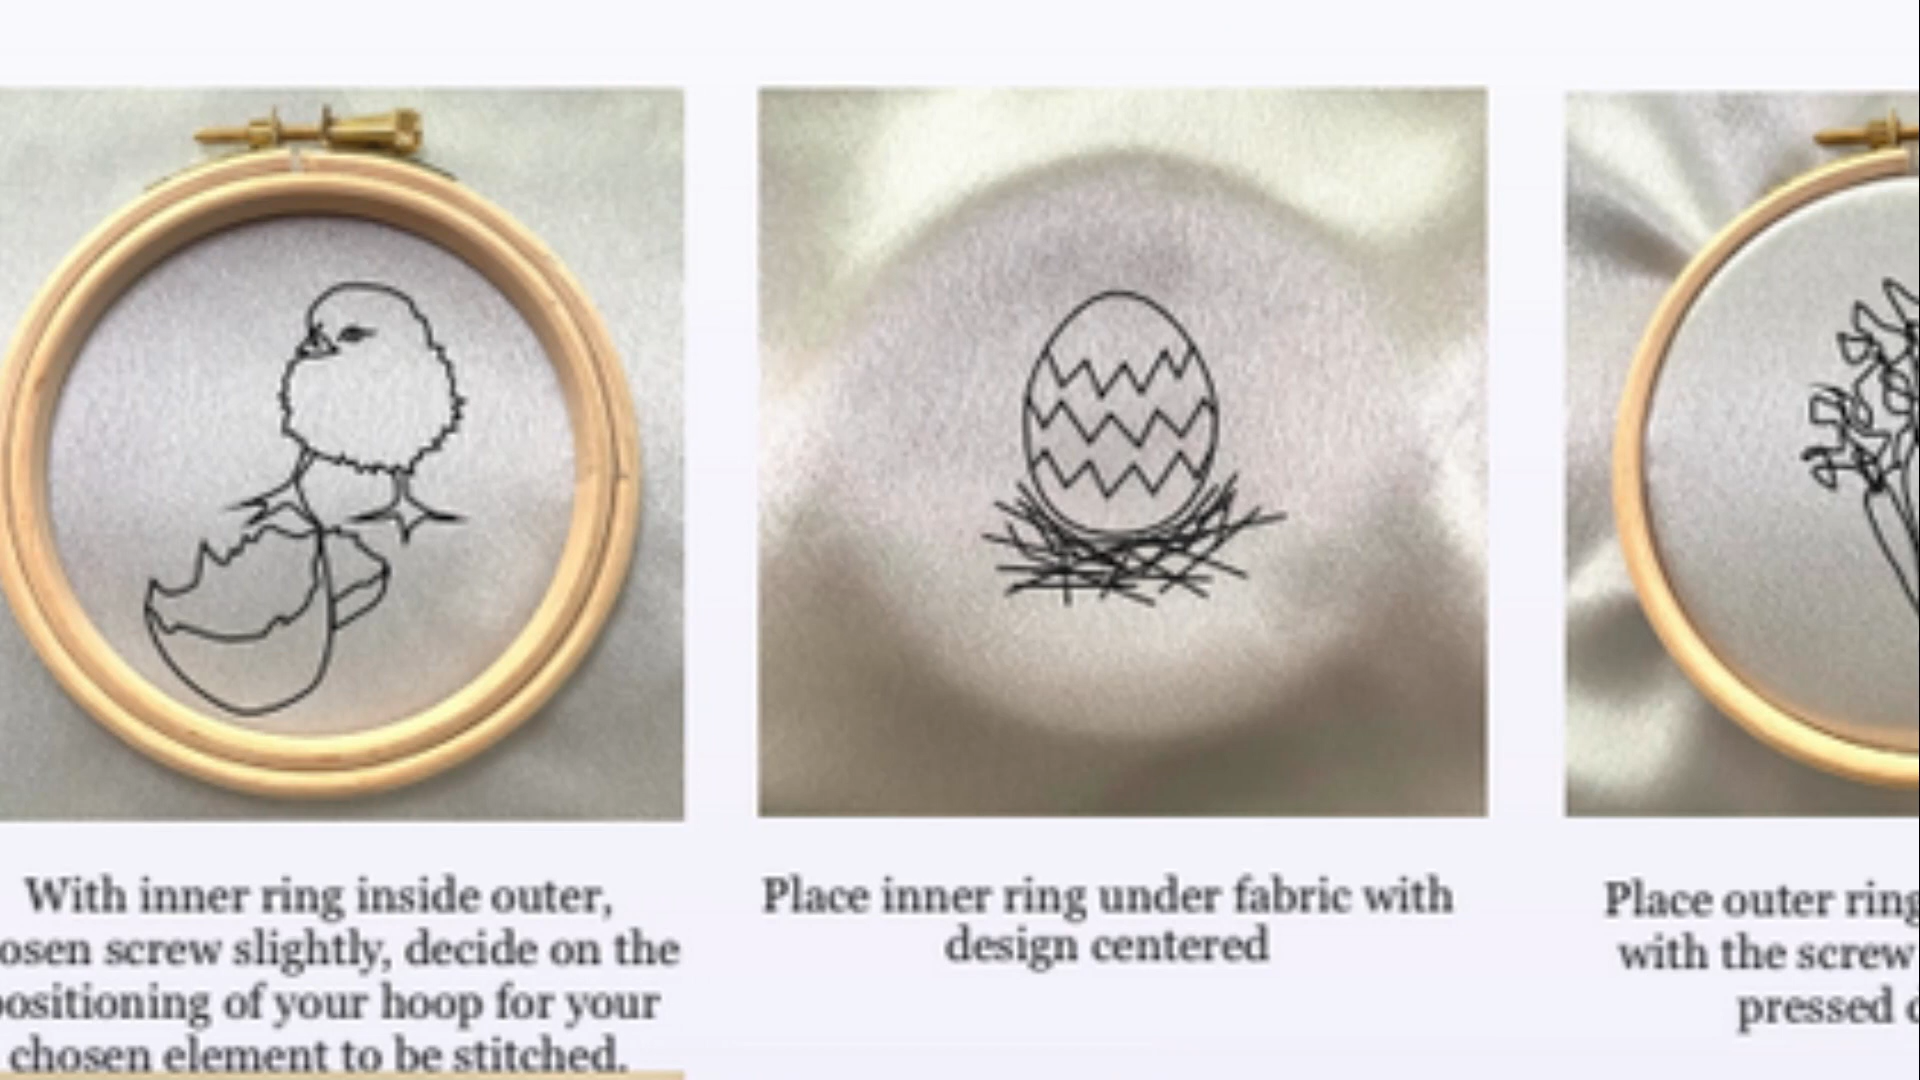 With inner ring inside outer,
osen screw slightly, decide on the
positioning of your hoop for your
chosen element to be stitched.
Place inner ring under fabric with
design centered
Place outer ring
with the screw
pressed